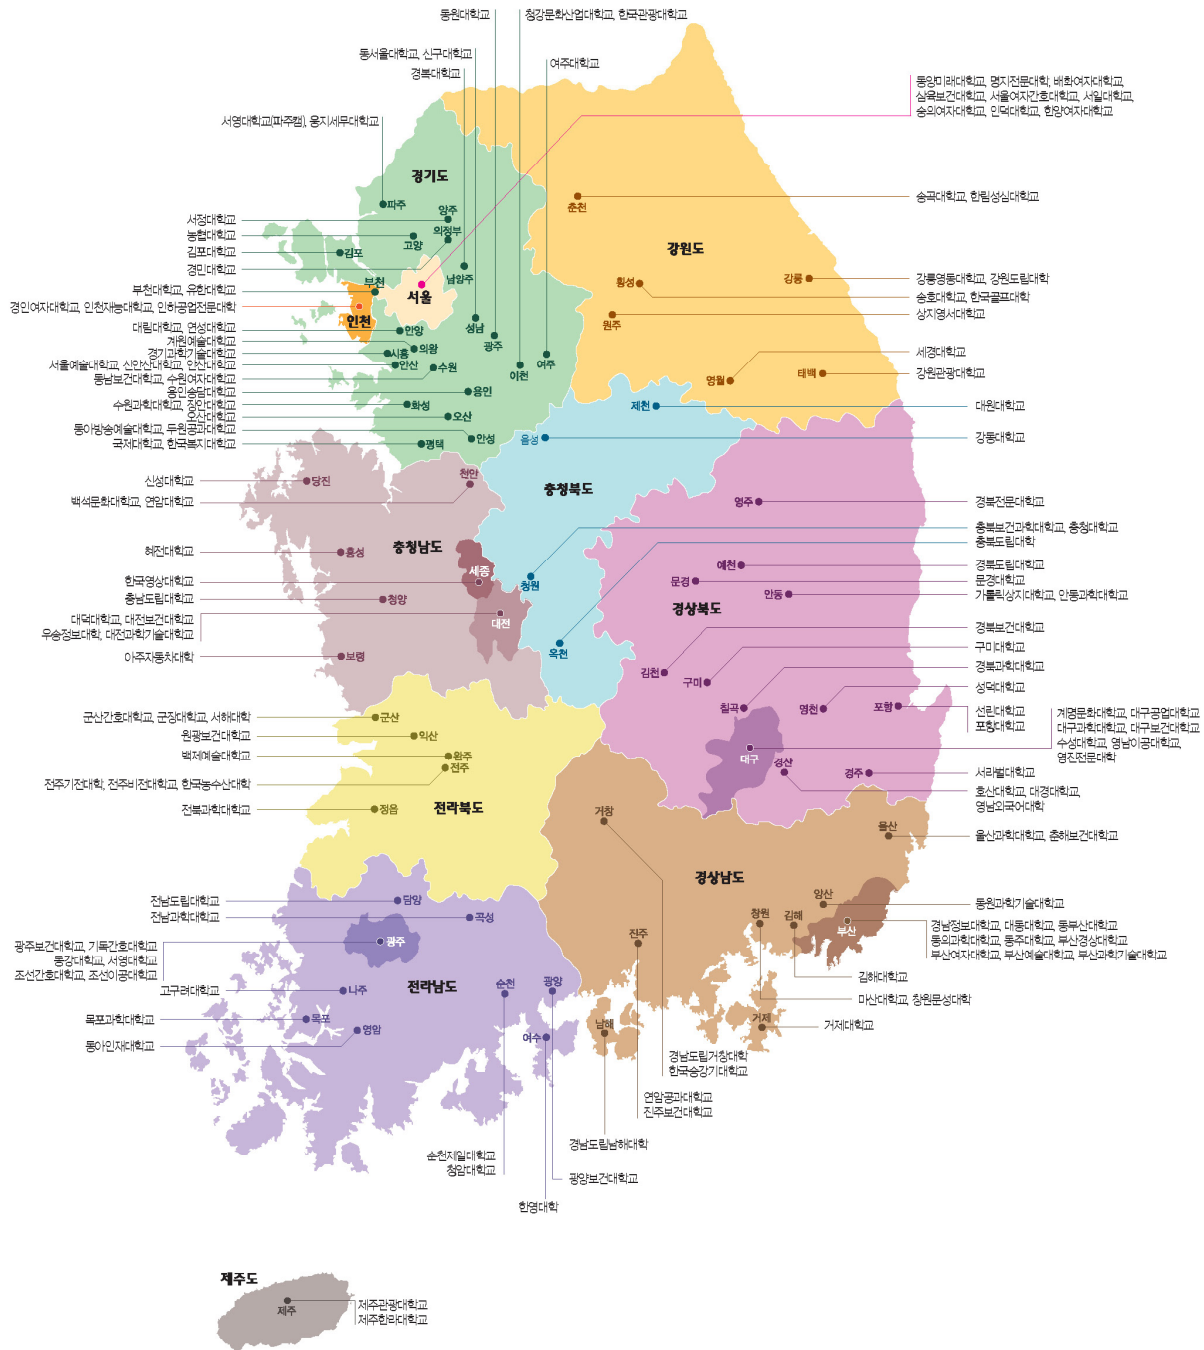 동원대학교
청강문화산업대학교, 한국관광대학교
동서울대학교, 신구대학교
경복대학교
여주대학교
동양미래대학교, 명지전문대학, 배화여자대학교,
삼육보건대학교, 서울여자간호대학교, 서일대학교,
숭의여자대학교, 인덕대학교, 한양여자대학교
서영대학교(파주캠), 웅지세무대학교
경기도
파주
양주
의정부
고양
김포
남양주
부천
서울
인천
안양
성남
광주
의왕
시흥
안산
수원
이천
여주
용인
화성
오산
안성
평택
서정대학교
농협대학교
김포대학교
경민대학교
부천대학교, 유한대학교
경인여자대학교, 인천재능대학교, 인하공업전문대학
대림대학교, 연성대학교
계원예술대학교
경기과학기술대학교
서울예술대학교, 신안산대학교, 안산대학교
동남보건대학교, 수원여자대학교
용인송담대학교
수원과학대학교, 장안대학교
오산대학교
동아방송예술대학교, 두원공과대학교
국제대학교, 한국복지대학교
강원도
춘천
횡성
강릉
원주
영월
태백
송곡대학교, 한림성심대학교
강릉영동대학교, 강원도립대학
송호대학교, 한국골프대학
상지영서대학교
세경대학교
강원관광대학교
충청북도
제천
음성
청원
옥천
대원대학교
강동대학교
충북보건과학대학교, 충청대학교
충북도립대학
충청남도
당진
천안
홍성
세종
청양
대전
보령
신성대학교
백석문화대학교, 연암대학교
혜전대학교
한국영상대학교
충남도립대학교
대덕대학교, 대전보건대학교
우송정보대학, 대전과학기술대학교
아주자동차대학
경상북도
영주
예천
문경
안동
김천
구미
칠곡
영천
포항
대구
경산
경주
경북전문대학교
경북도립대학교
문경대학교
가톨릭상지대학교, 안동과학대학교
경북보건대학교
구미대학교
경북과학대학교
성덕대학교
선린대학교
포항대학교
계명문화대학교, 대구공업대학교
대구과학대학교, 대구보건대학교
수성대학교, 영남이공대학교,
영진전문대학
서라벌대학교
호산대학교, 대경대학교,
영남외국어대학
전라북도
군산
익산
완주
전주
정읍
군산간호대학교, 군장대학교, 서해대학
원광보건대학교
백제예술대학교
전주기전대학, 전주비전대학교, 한국농수산대학
전북과학대학교
경상남도
거창
울산
양산
창원
김해
부산
진주
남해
거제
울산과학대학교, 춘해보건대학교
동원과학기술대학교
경남정보대학교, 대동대학교, 동부산대학교
동의과학대학교, 동주대학교, 부산경상대학교
부산여자대학교, 부산예술대학교, 부산과학기술대학교
김해대학교
마산대학교, 창원문성대학
거제대학교
경남도립거창대학
한국승강기대학교
연암공과대학교
진주보건대학교
경남도립남해대학
전라남도
담양
곡성
광주
나주
순천
광양
목포
영암
여수
전남도립대학교
전남과학대학교
광주보건대학교, 기독간호대학교
동강대학교, 서영대학교
조선간호대학교, 조선이공대학교
고구려대학교
목포과학대학교
동아인재대학교
순천제일대학교
청암대학교
광양보건대학교
한영대학
제주도
제주
제주관광대학교
제주한라대학교